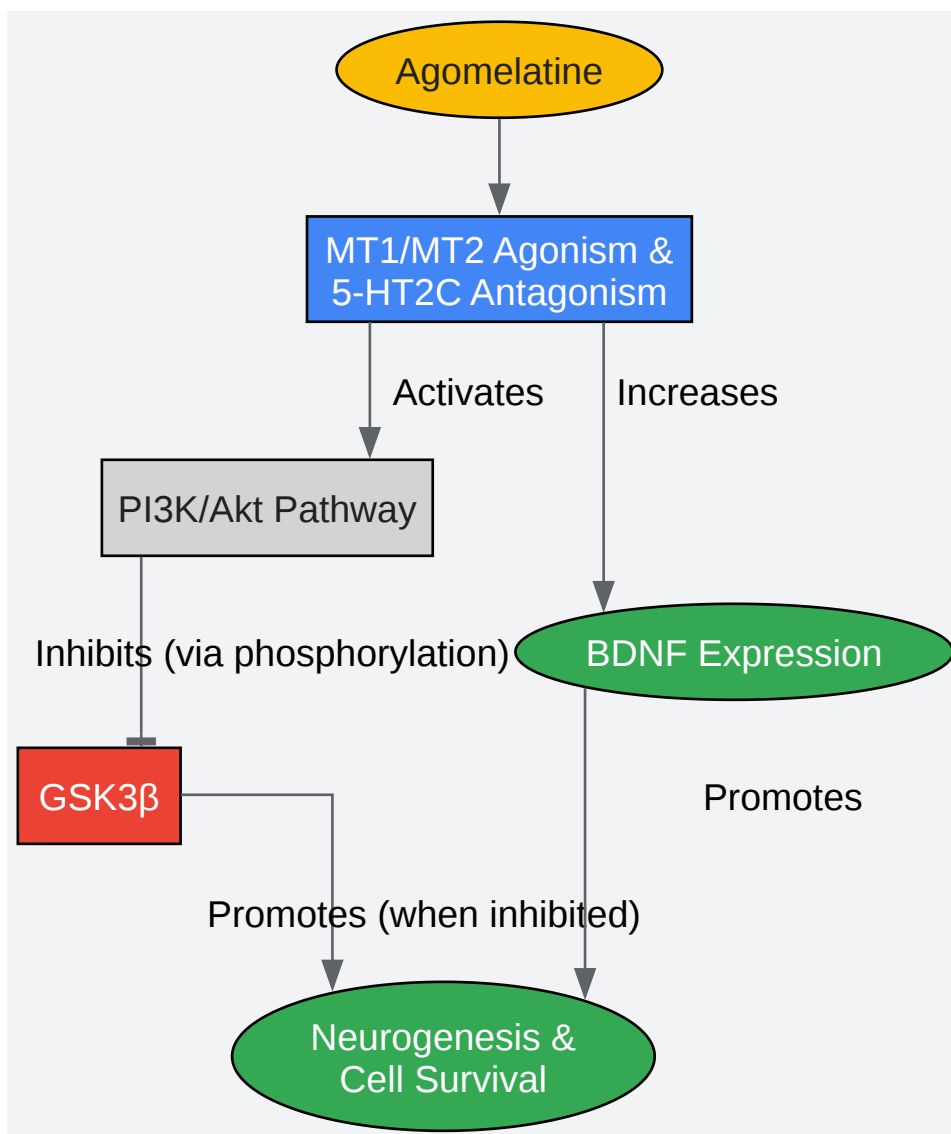 Agomelatine
MT1/MT2 Agonism &
5-HT2C Antagonism
Activates
Increases
PI3K/Akt Pathway
Inhibits (via phosphorylation)
BDNF Expression
GSK3β
Promotes
Promotes (when inhibited)
Neurogenesis &
Cell Survival